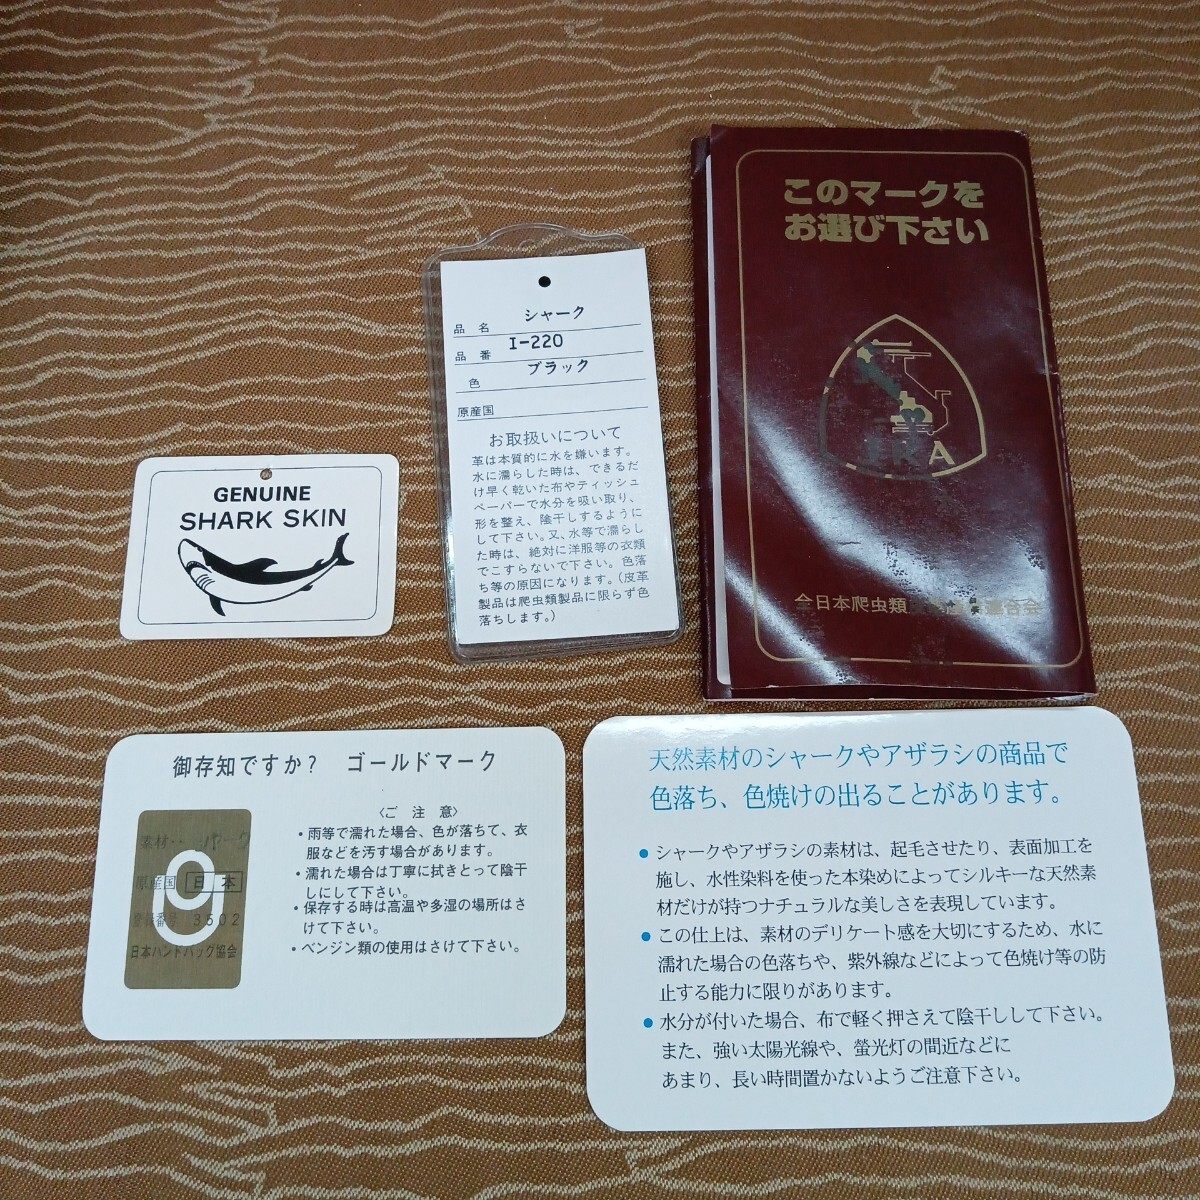 GENUINE
SHARK SKIN
品名 シャーク
品番 I-220
色 ブラック
原産国
お取扱いについて
革は本質的に水を嫌います。
水に濡らした時は、できるだ
け早く乾いた布やティッシュ
ペーパーで水分を吸い取り、
形を整え、陰干しするように
して下さい。又、水等で濡らし
た時は、絶対に洋服等の衣類
でこすらないで下さい。色落
ち等の原因になります。(皮革
製品は爬虫類製品に限らず色
落ちします。)
このマークを
お選び下さい
JRA
全日本爬虫類
連合会
御存知ですか? ゴールドマーク
素材・・シャーク
原産国 日本
登録番号 3502
日本ハンドバッグ協会
〈ご注意〉
・雨等で濡れた場合、色が落ちて、衣
服などを汚す場合があります。
・濡れた場合は丁寧に拭きとって陰干
しにして下さい。
・保存する時は高温や多湿の場所はさ
けて下さい。
・ベンジン類の使用はさけて下さい。
天然素材のシャークやアザラシの商品で
色落ち、色焼けの出ることがあります。
● シャークやアザラシの素材は、起毛させたり、表面加工を
施し、水性染料を使った本染めによってシルキーな天然素
材だけが持つナチュラルな美しさを表現しています。
● この仕上は、素材のデリケート感を大切にするため、水に
濡れた場合の色落ちや、紫外線などによって色焼け等の防
止する能力に限りがあります。
● 水分が付いた場合、布で軽く押さえて陰干しして下さい。
また、強い太陽光線や、螢光灯の間近などに
あまり、長い時間置かないようご注意下さい。